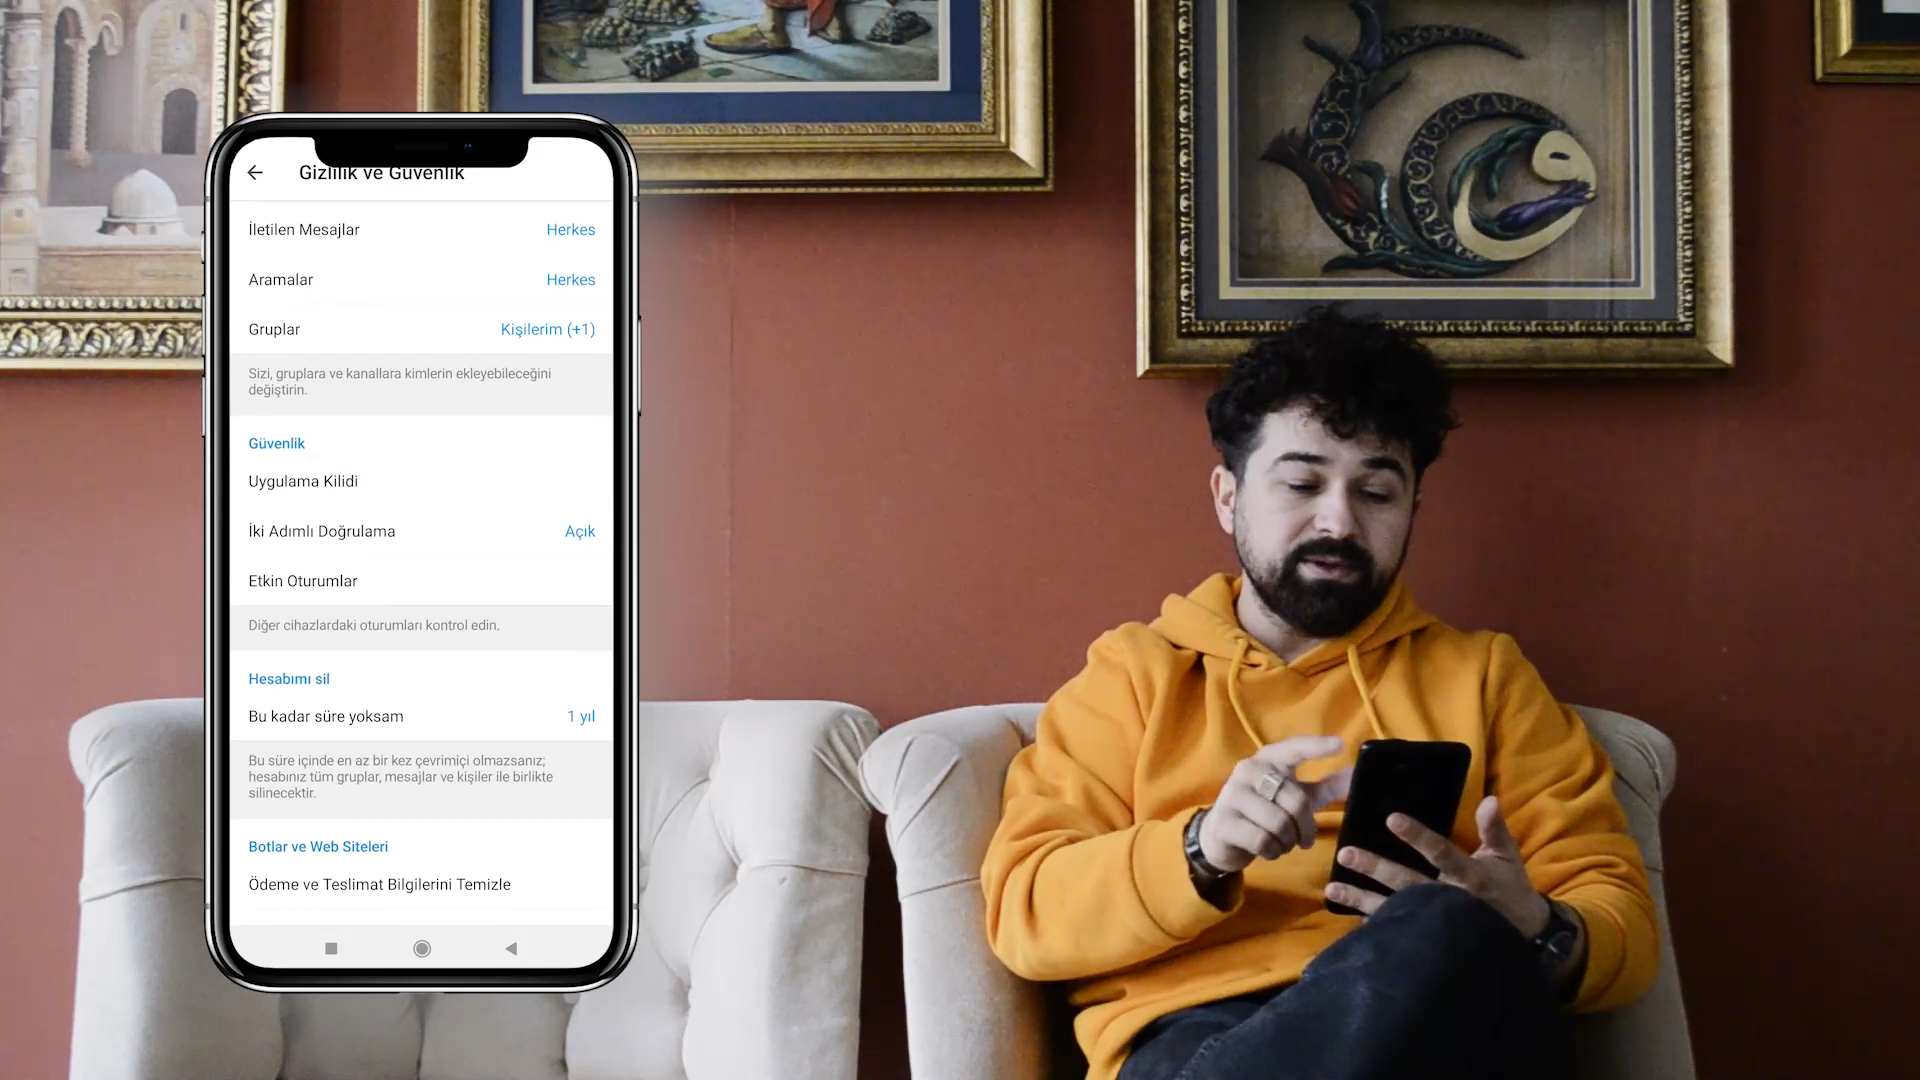 Gizlilik ve Güvenlik
İletilen Mesajlar Herkes
Aramalar Herkes
Gruplar Kişilerim (+1)
Sizi, gruplara ve kanallara kimlerin ekleyebileceğini
değiştirin.
Güvenlik
Uygulama Kilidi
İki Adımlı Doğrulama Açık
Etkin Oturumlar
Diğer cihazlardaki oturumları kontrol edin.
Hesabımı sil
Bu kadar süre yoksam 1 yıl
Bu süre içinde en az bir kez çevrimiçi olmazsanız;
hesabınız tüm gruplar, mesajlar ve kişiler ile birlikte
silinecektir.
Botlar ve Web Siteleri
Ödeme ve Teslimat Bilgilerini Temizle